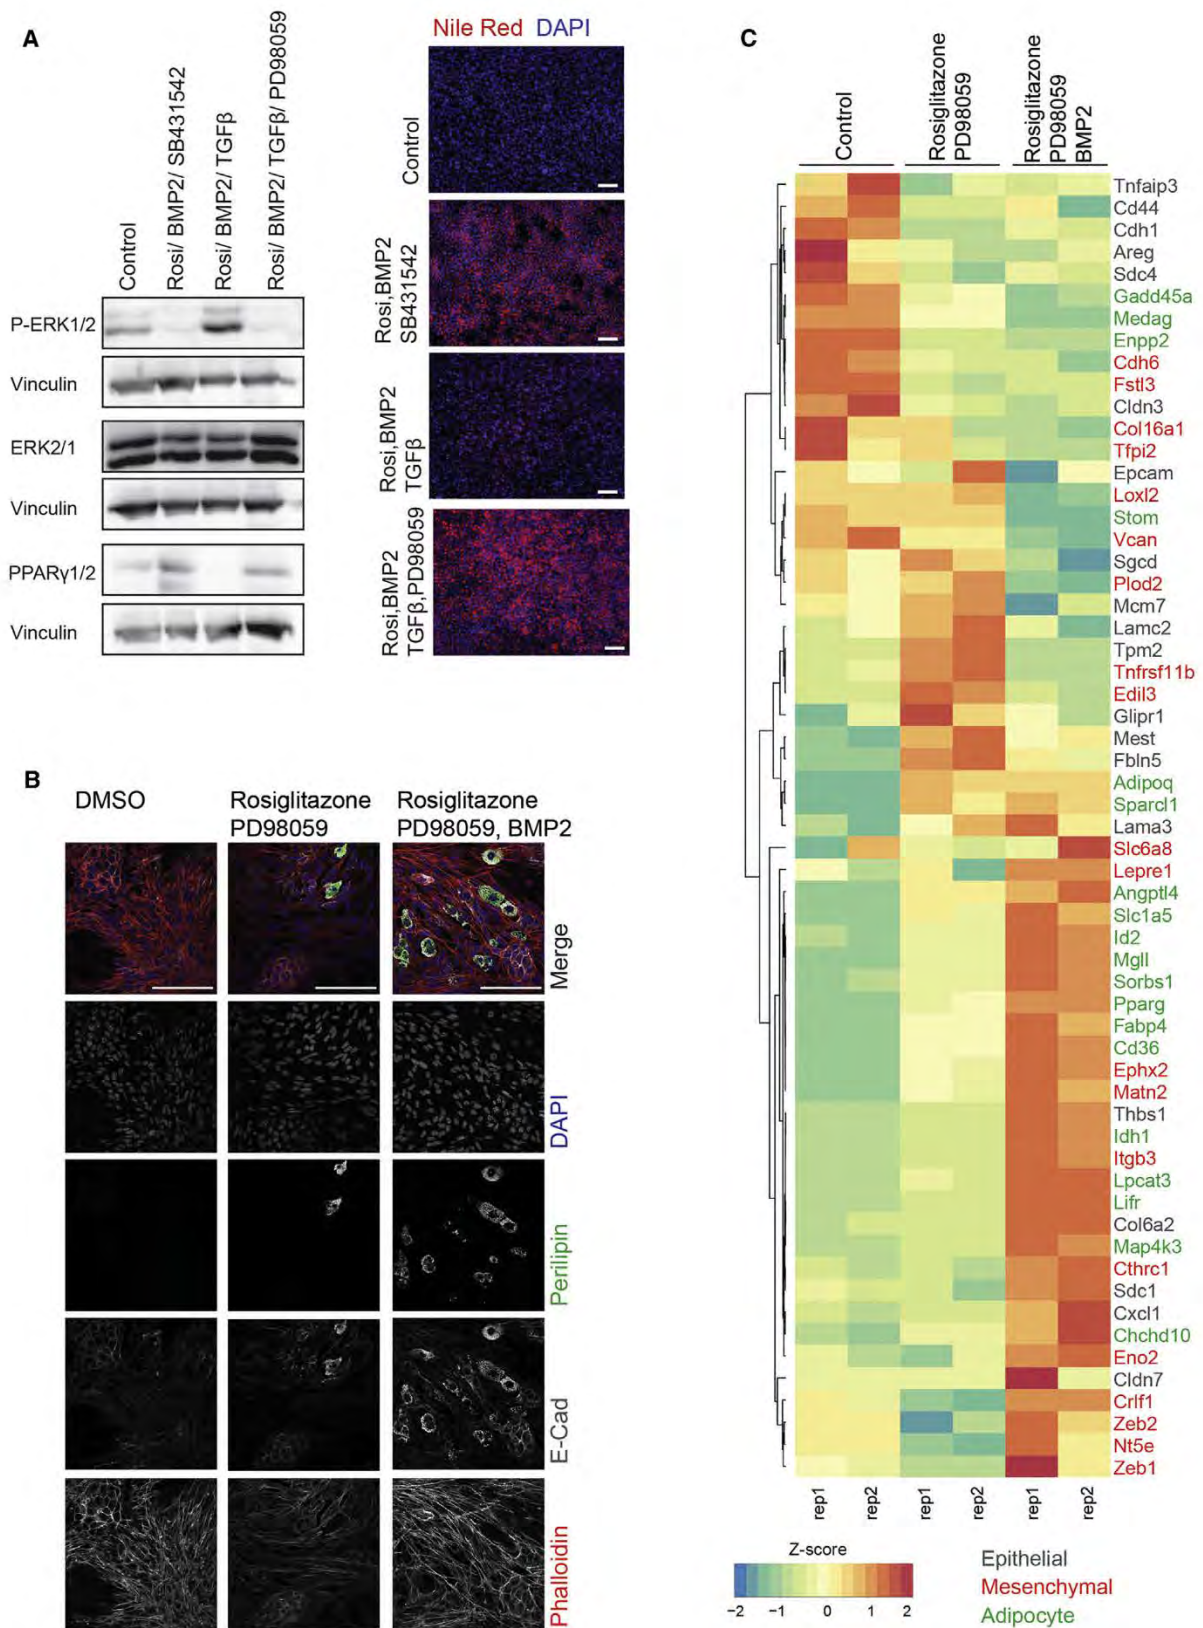 A
Control
Rosi/ BMP2/ SB431542
Rosi/ BMP2/ TGFβ
Rosi/ BMP2/ TGFβ/ PD98059
P-ERK1/2
Vinculin
ERK2/1
Vinculin
PPARγ1/2
Vinculin
Nile Red DAPI
Control
Rosi,BMP2
SB431542
Rosi,BMP2
TGFβ
Rosi,BMP2
TGFβ,PD98059
B
DMSO
Rosiglitazone
PD98059
Rosiglitazone
PD98059, BMP2
Merge
DAPI
Perilipin
E-Cad
Phalloidin
C
Control
Rosiglitazone
PD98059
Rosiglitazone
PD98059
BMP2
Tnfaip3
Cd44
Cdh1
Areg
Sdc4
Gadd45a
Medag
Enpp2
Cdh6
Fstl3
Cldn3
Col16a1
Tfpi2
Epcam
Loxl2
Stom
Vcan
Sgcd
Plod2
Mcm7
Lamc2
Tpm2
Tnfrsf11b
Edil3
Glipr1
Mest
Fbln5
Adipoq
Sparcl1
Lama3
Slc6a8
Lepre1
Angptl4
Slc1a5
Id2
Mgll
Sorbs1
Pparg
Fabp4
Cd36
Ephx2
Matn2
Thbs1
Idh1
Itgb3
Lpcat3
Lifr
Col6a2
Map4k3
Cthrc1
Sdc1
Cxcl1
Chchd10
Eno2
Cldn7
Crlf1
Zeb2
Nt5e
Zeb1
rep1 rep2 rep1 rep2 rep1 rep2
Z-score
−2 −1 0 1 2
Epithelial
Mesenchymal
Adipocyte